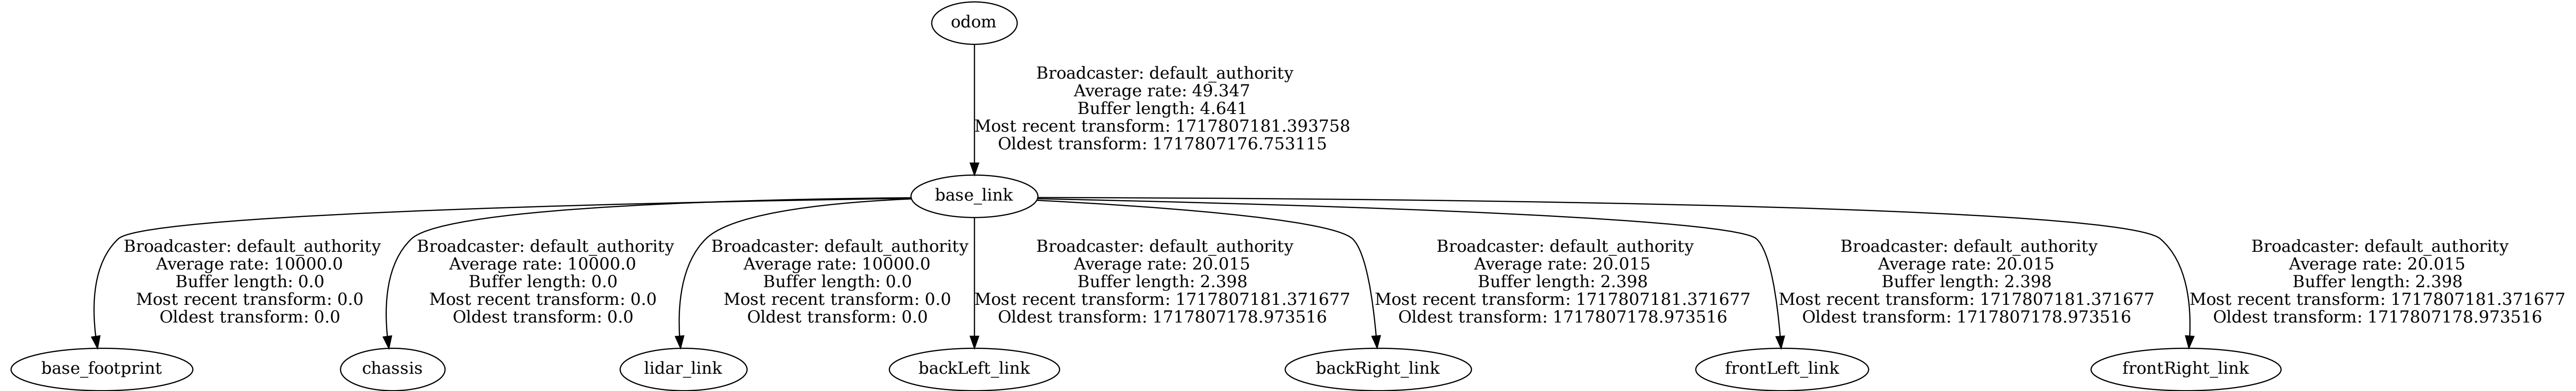 odom
Broadcaster: default_authority
Average rate: 49.347
Buffer length: 4.641
Most recent transform: 1717807181.393758
Oldest transform: 1717807176.753115
base_link
Broadcaster: default_authority
Average rate: 10000.0
Buffer length: 0.0
Most recent transform: 0.0
Oldest transform: 0.0
Broadcaster: default_authority
Average rate: 10000.0
Buffer length: 0.0
Most recent transform: 0.0
Oldest transform: 0.0
Broadcaster: default_authority
Average rate: 10000.0
Buffer length: 0.0
Most recent transform: 0.0
Oldest transform: 0.0
Broadcaster: default_authority
Average rate: 20.015
Buffer length: 2.398
Most recent transform: 1717807181.371677
Oldest transform: 1717807178.973516
Broadcaster: default_authority
Average rate: 20.015
Buffer length: 2.398
Most recent transform: 1717807181.371677
Oldest transform: 1717807178.973516
Broadcaster: default_authority
Average rate: 20.015
Buffer length: 2.398
Most recent transform: 1717807181.371677
Oldest transform: 1717807178.973516
Broadcaster: default_authority
Average rate: 20.015
Buffer length: 2.398
Most recent transform: 1717807181.371677
Oldest transform: 1717807178.973516
base_footprint
chassis
lidar_link
backLeft_link
backRight_link
frontLeft_link
frontRight_link